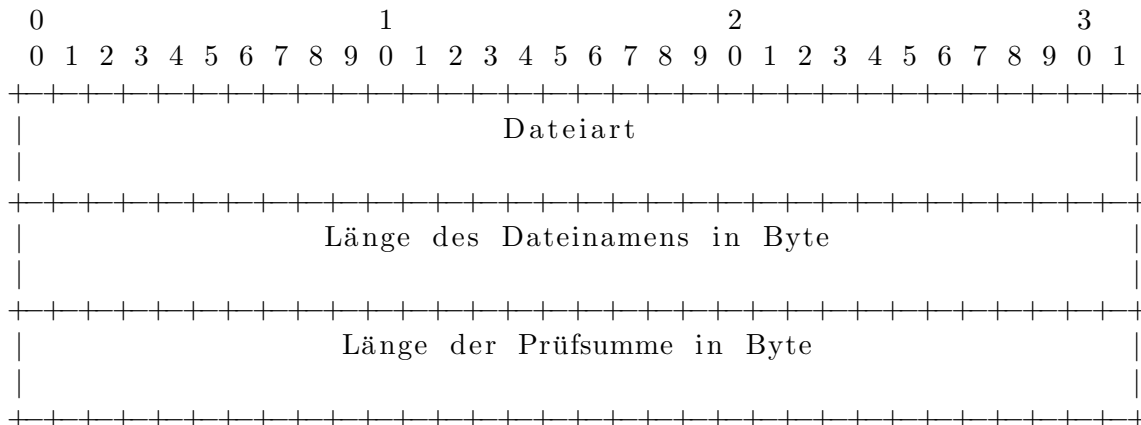 0 1 2 3
0 1 2 3 4 5 6 7 8 9 0 1 2 3 4 5 6 7 8 9 0 1 2 3 4 5 6 7 8 9 0 1
+-+-+-+-+-+-+-+-+-+-+-+-+-+-+-+-+-+-+-+-+-+-+-+-+-+-+-+-+-+-+-+-+
| Dateiart |
| |
+-+-+-+-+-+-+-+-+-+-+-+-+-+-+-+-+-+-+-+-+-+-+-+-+-+-+-+-+-+-+-+-+
| Länge des Dateinamens in Byte |
| |
+-+-+-+-+-+-+-+-+-+-+-+-+-+-+-+-+-+-+-+-+-+-+-+-+-+-+-+-+-+-+-+-+
| Länge der Prüfsumme in Byte |
| |
+-+-+-+-+-+-+-+-+-+-+-+-+-+-+-+-+-+-+-+-+-+-+-+-+-+-+-+-+-+-+-+-+